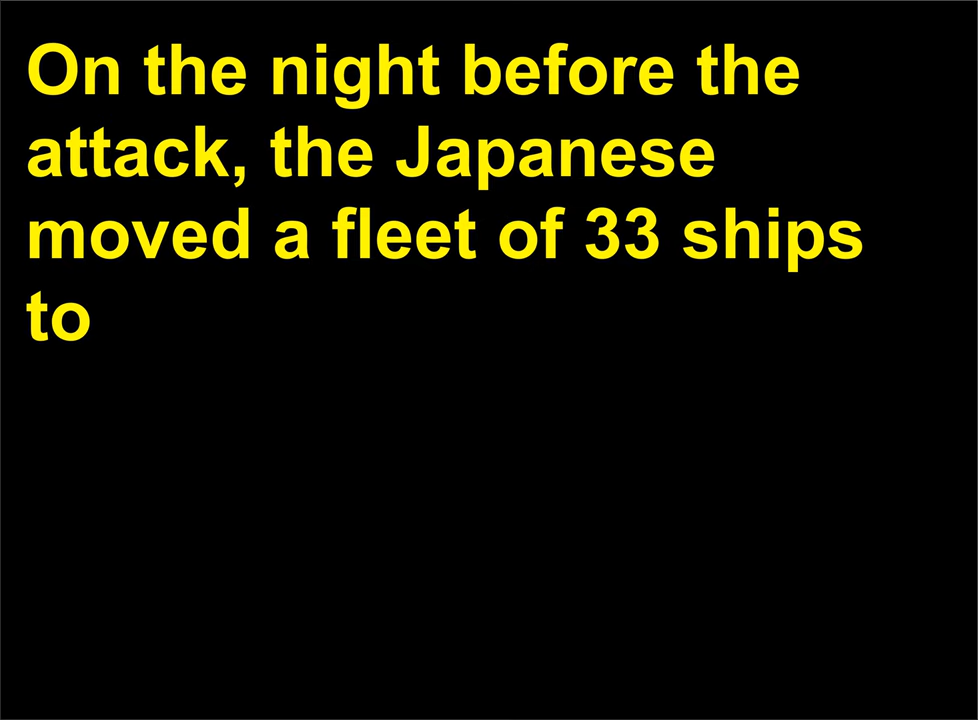 On the night before the
attack, the Japanese
moved a fleet of 33 ships
to